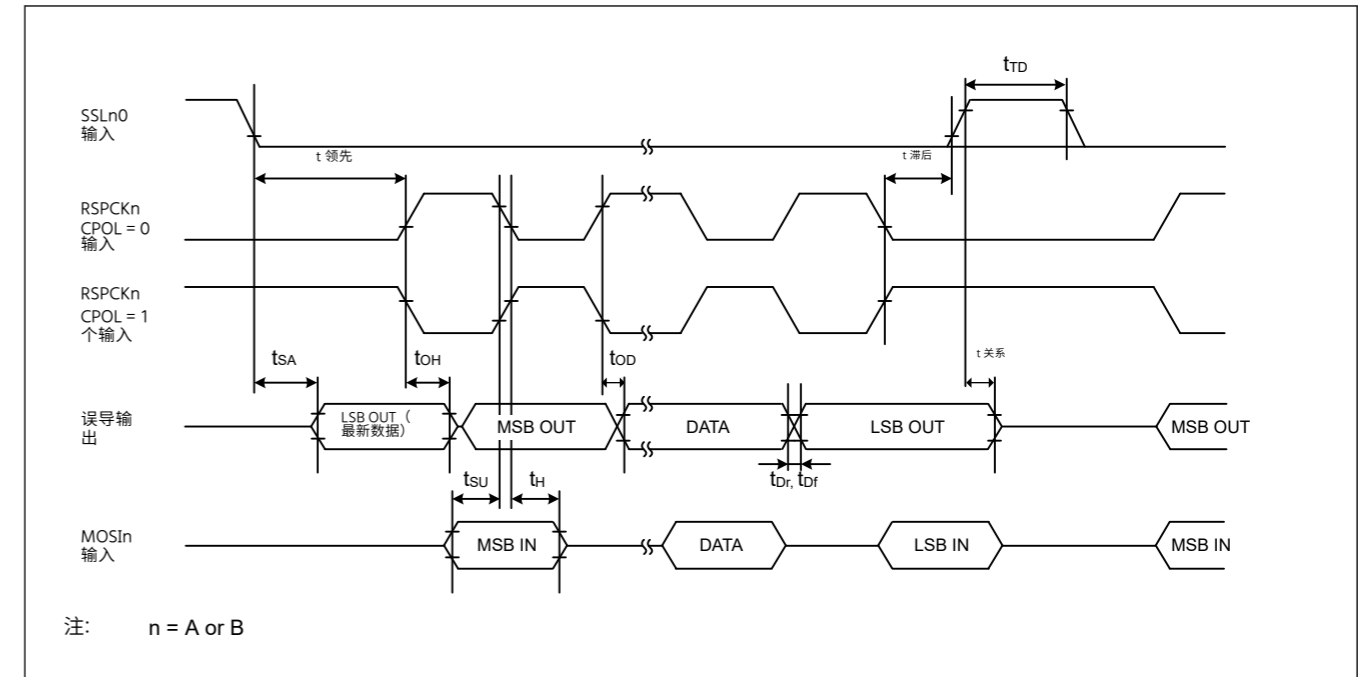 tTD
SSLn0
输入
t 领先
t 滞后
RSPCKn
CPOL = 0
输入
RSPCKn
CPOL = 1
个输入
tSA
tOH
tOD
t 关系
误导输
出
LSB OUT（
最新数据）
MSB OUT
DATA
LSB OUT
MSB OUT
tSU
tH
tDr, tDf
MOSIn
输入
MSB IN
DATA
LSB IN
MSB IN
注:
n = A or B